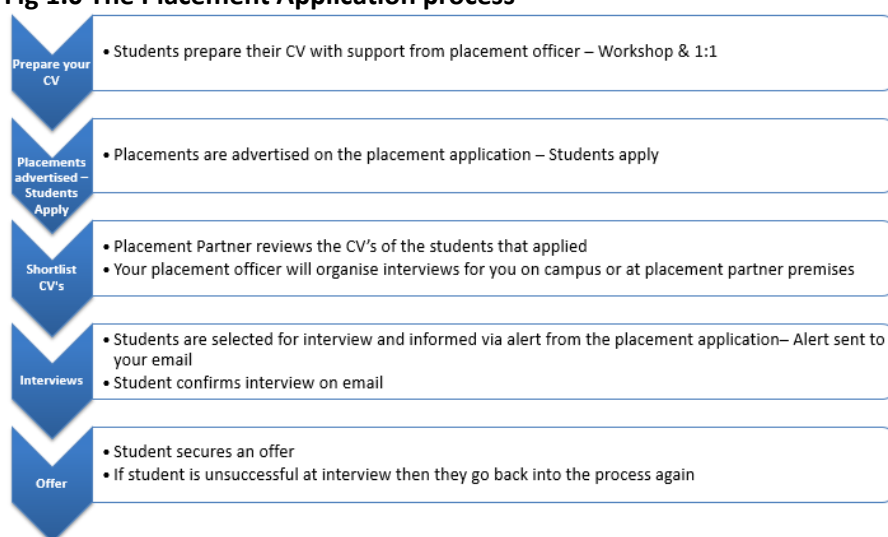 Fig 1.0 The Placement Application process
Prepare your
CV
• Students prepare their CV with support from placement officer – Workshop & 1:1
Placements
advertised –
Students
Apply
• Placements are advertised on the placement application – Students apply
Shortlist
CV's
• Placement Partner reviews the CV's of the students that applied
• Your placement officer will organise interviews for you on campus or at placement partner premises
Interviews
• Students are selected for interview and informed via alert from the placement application– Alert sent to
your email
• Student confirms interview on email
Offer
• Student secures an offer
• If student is unsuccessful at interview then they go back into the process again